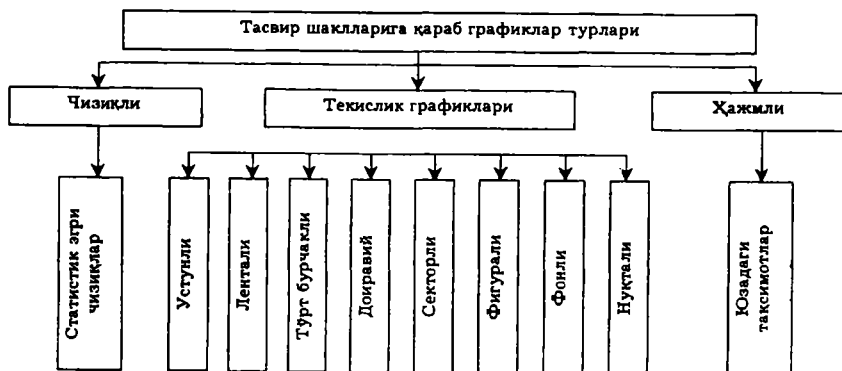 Тасвир шаклларига қараб графиклар турлари
Чизиқли
Текислик графиклари
Ҳажмли
Статистик эгри
чизиқлар
Устунли
Лентали
Тўрт бурчакли
Доиравий
Секторли
Фигурали
Фонли
Нуқтали
Юзадаги
тақсимотлар